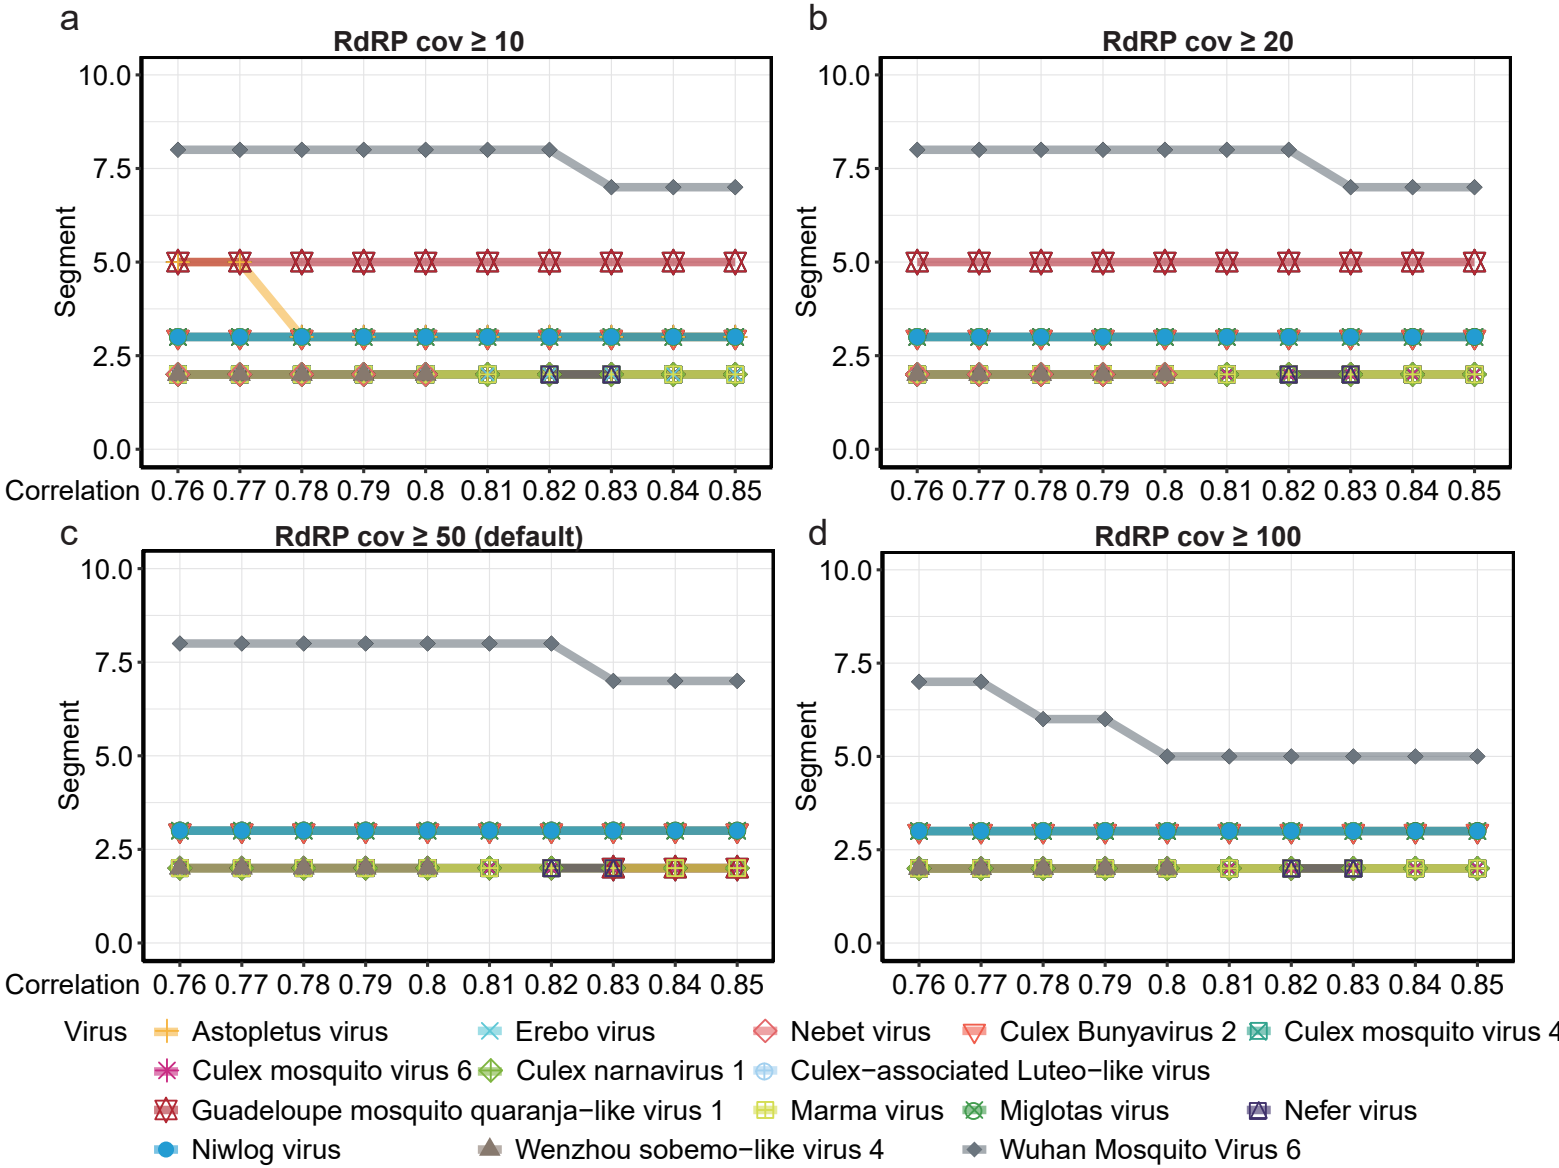 a
b
RdRP cov ≥ 10
RdRP cov ≥ 20
10.0
7.5
5.0
2.5
0.0
Segment
10.0
7.5
5.0
2.5
0.0
Segment
Correlation 0.76 0.77 0.78 0.79 0.8 0.81 0.82 0.83 0.84 0.85
0.76 0.77 0.78 0.79 0.8 0.81 0.82 0.83 0.84 0.85
c
d
RdRP cov ≥ 50 (default)
RdRP cov ≥ 100
10.0
7.5
5.0
2.5
0.0
Segment
10.0
7.5
5.0
2.5
0.0
Segment
Correlation 0.76 0.77 0.78 0.79 0.8 0.81 0.82 0.83 0.84 0.85
0.76 0.77 0.78 0.79 0.8 0.81 0.82 0.83 0.84 0.85
Virus Astopletus virus Erebo virus Nebet virus Culex Bunyavirus 2 Culex mosquito virus 4
Culex mosquito virus 6 Culex narnavirus 1 Culex−associated Luteo−like virus
Guadeloupe mosquito quaranja−like virus 1 Marma virus Miglotas virus Nefer virus
Niwlog virus Wenzhou sobemo−like virus 4 Wuhan Mosquito Virus 6